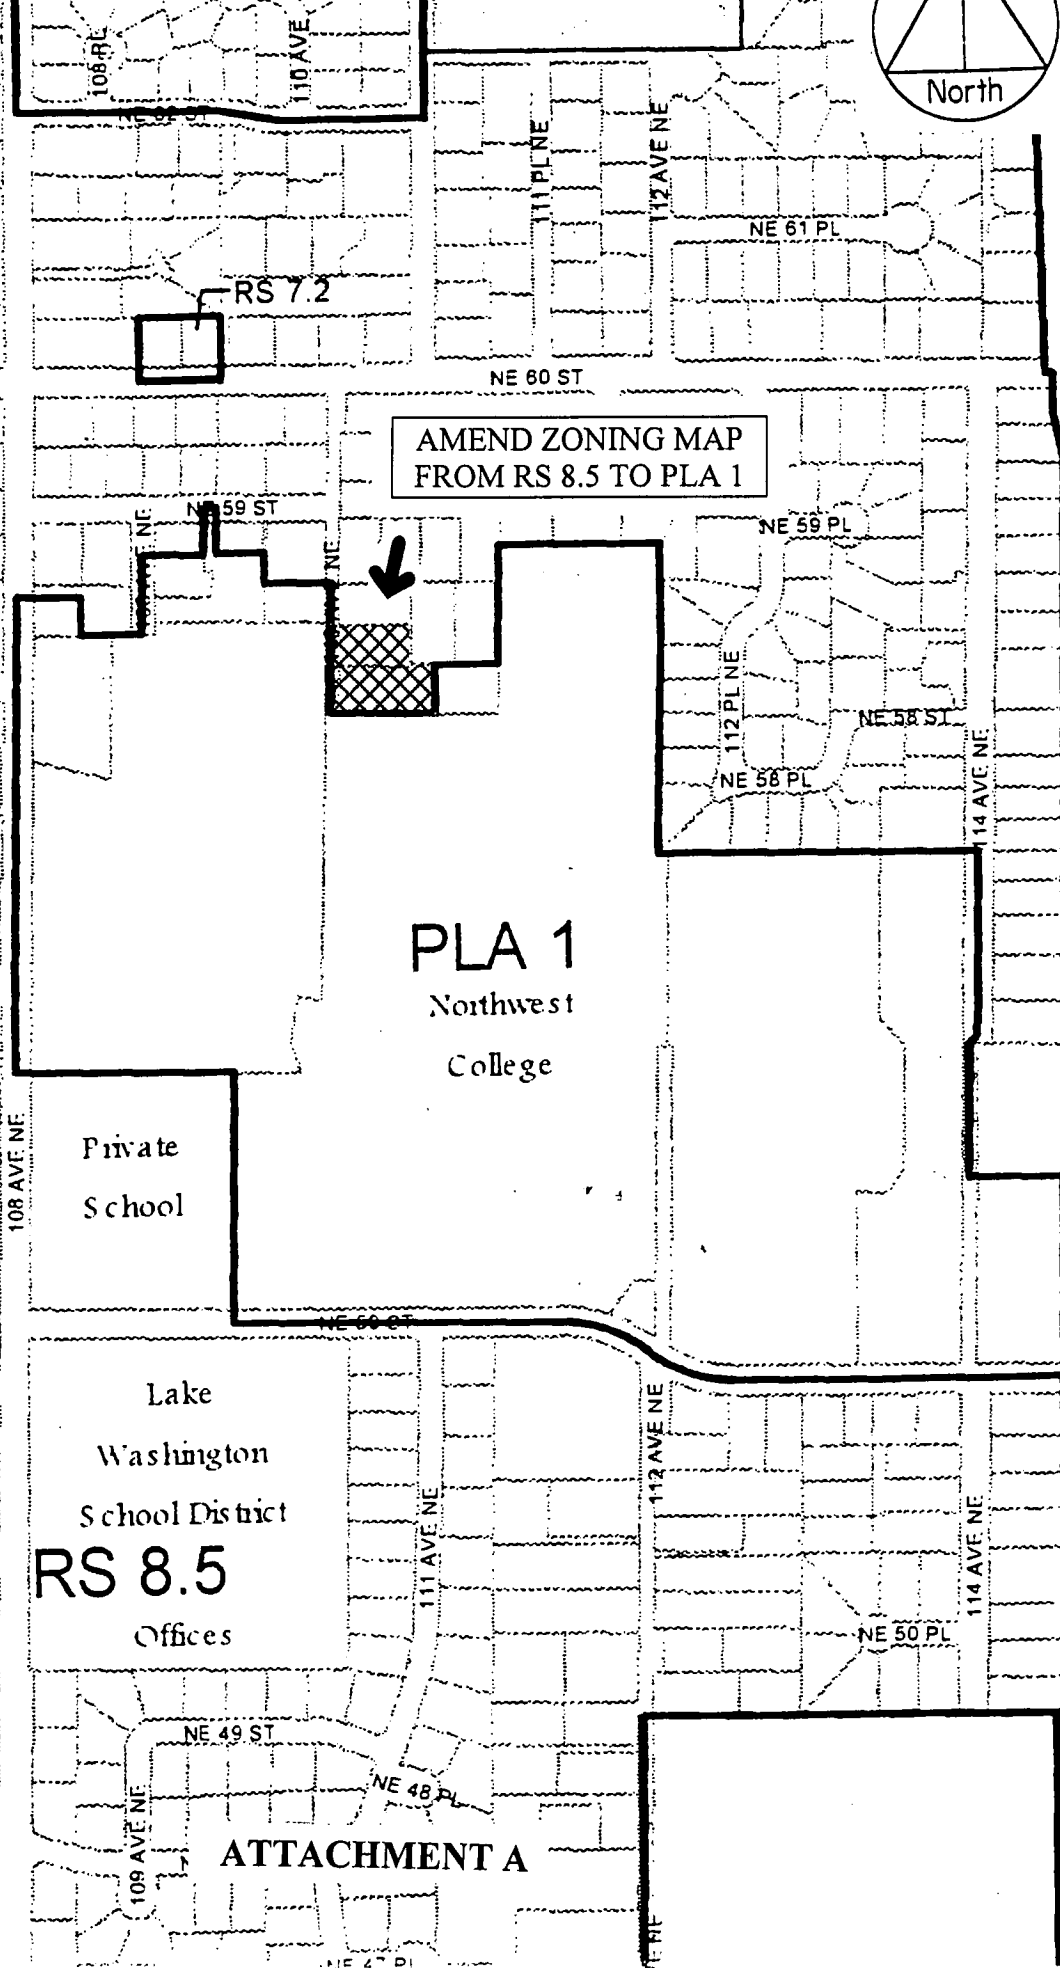 108 PL
110 AVE
North
NE 62 ST
111 PL NE
112 AVE NE
NE 61 PL
RS 7.2
NE 60 ST
AMEND ZONING MAP
FROM RS 8.5 TO PLA 1
NE 59 ST
NE 59 PL
112 PL NE
NE 58 ST
NE 58 PL
114 AVE NE
PLA 1
Northwest
College
108 AVE NE
Private
School
Lake
Washington
School District
RS 8.5
Offices
111 AVE NE
112 AVE NE
114 AVE NE
NE 50 PL
NE 49 ST
NE 48 PL
109 AVE NE
ATTACHMENT A
NE 47 PL